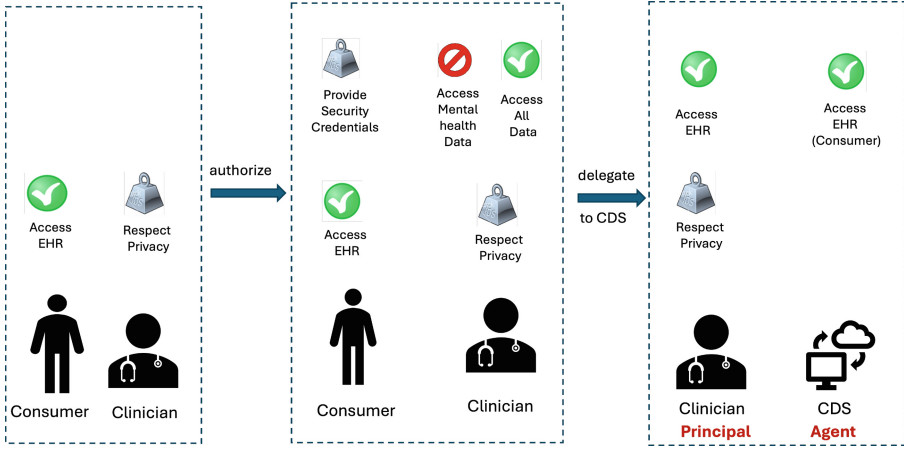 Access
EHR
Respect
Privacy
Consumer
Clinician
authorize
Provide
Security
Credentials
Access
Mental
health
Data
Access
All
Data
Access
EHR
Respect
Privacy
Consumer
Clinician
delegate
to CDS
Access
EHR
Access
EHR
(Consumer)
Respect
Privacy
Clinician
Principal
CDS
Agent